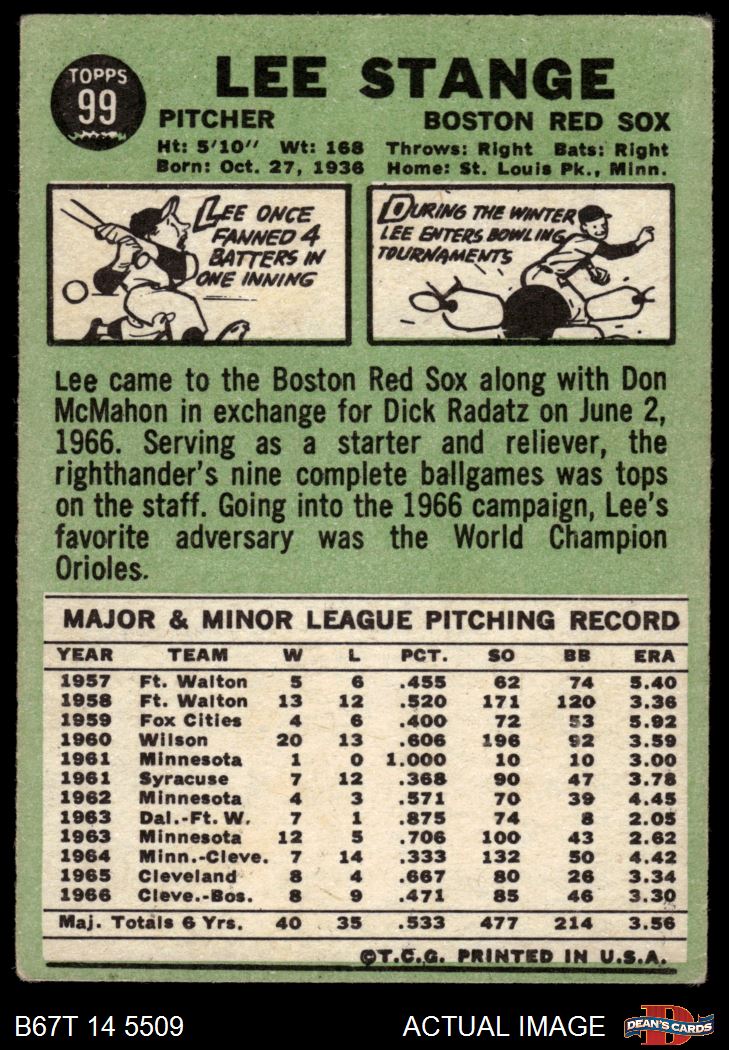 TOPPS
99
LEE STANGE
PITCHER BOSTON RED SOX
Ht: 5'10" Wt: 168 Throws: Right Bats: Right
Born: Oct. 27, 1936 Home: St. Louis Pk., Minn.
LEE ONCE
FANNED 4
BATTERS IN
ONE INNING
DURING THE WINTER
LEE ENTERS BOWLING
TOURNAMENTS
Lee came to the Boston Red Sox along with Don
McMahon in exchange for Dick Radatz on June 2,
1966. Serving as a starter and reliever, the
righthander's nine complete ballgames was tops
on the staff. Going into the 1966 campaign, Lee's
favorite adversary was the World Champion
Orioles.
MAJOR & MINOR LEAGUE PITCHING RECORD
YEAR TEAM W L PCT. SO BB ERA
1957 Ft. Walton 5 6 .455 62 74 5.40
1958 Ft. Walton 13 12 .520 171 120 3.36
1959 Fox Cities 4 6 .400 72 53 5.92
1960 Wilson 20 13 .606 196 92 3.59
1961 Minnesota 1 0 1.000 10 10 3.00
1961 Syracuse 7 12 .368 90 47 3.78
1962 Minnesota 4 3 .571 70 39 4.45
1963 Dal.-Ft. W. 7 1 .875 74 8 2.05
1963 Minnesota 12 5 .706 100 43 2.62
1964 Minn.-Cleve. 7 14 .333 132 50 4.42
1965 Cleveland 8 4 .667 80 26 3.34
1966 Cleve.-Bos. 8 9 .471 85 46 3.30
Maj. Totals 6 Yrs. 40 35 .533 477 214 3.56
©T.C.G. PRINTED IN U.S.A.
B67T 14 5509 ACTUAL IMAGE
DEAN'S CARDS